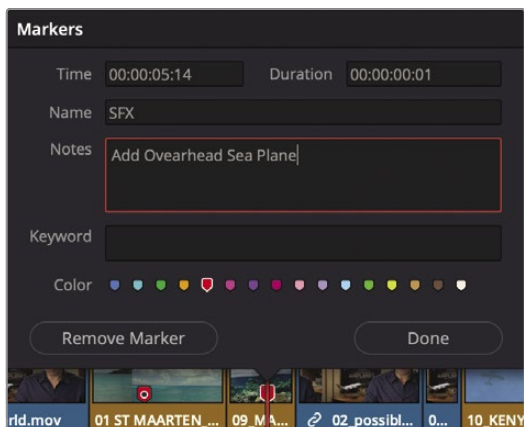 Markers
Time 00:00:05:14 Duration 00:00:00:01
Name SFX
Notes Add Ovearhead Sea Plane
Keyword
Color
Remove Marker Done
rld.mov 01 ST MAARTEN_... 09_MA... 02_possibl... 0... 10_KENY